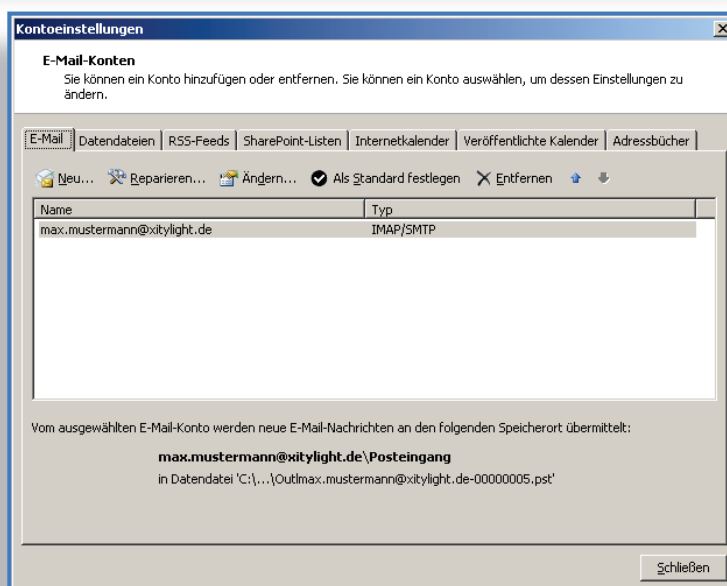 Kontoeinstellungen
E-Mail-Konten
Sie können ein Konto hinzufügen oder entfernen. Sie können ein Konto auswählen, um dessen Einstellungen zu
ändern.
E-Mail Datendateien RSS-Feeds SharePoint-Listen Internetkalender Veröffentlichte Kalender Adressbücher
Neu... Reparieren... Ändern... Als Standard festlegen Entfernen
Name Typ
max.mustermann@xitylight.de IMAP/SMTP
Vom ausgewählten E-Mail-Konto werden neue E-Mail-Nachrichten an den folgenden Speicherort übermittelt:
max.mustermann@xitylight.de\Posteingang
in Datendatei 'C:\...\Outlmax.mustermann@xitylight.de-00000005.pst'
Schließen